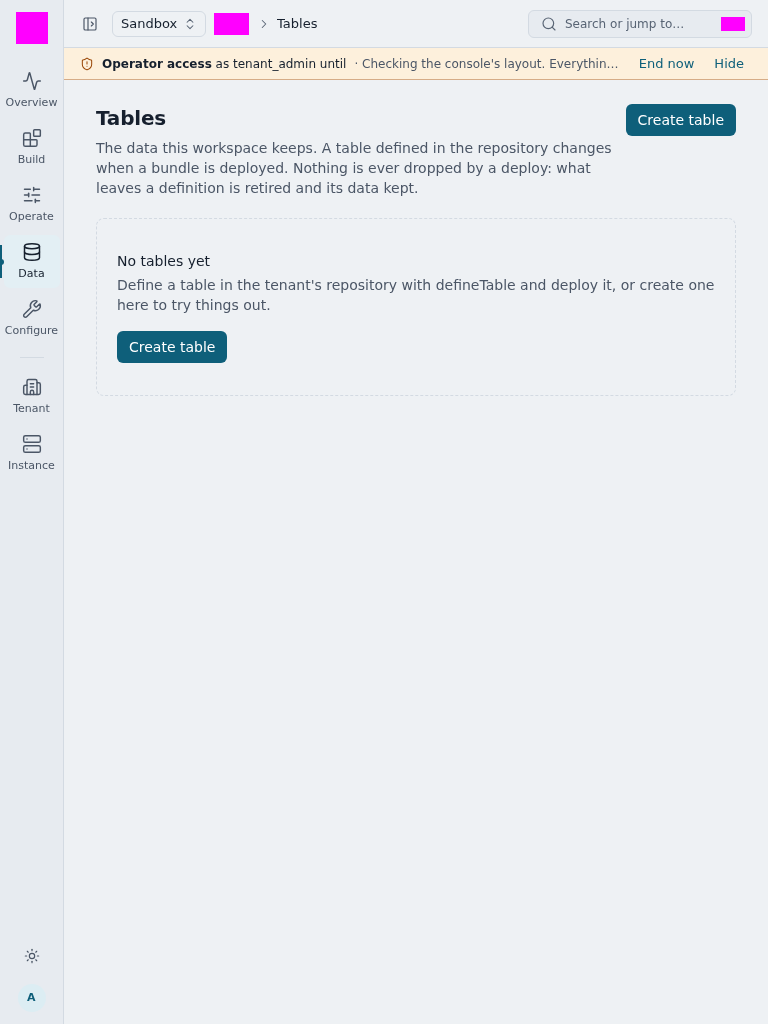 Sandbox
Tables
Search or jump to…
Operator access as tenant_admin until · Checking the console's layout. Everythin…
End now
Hide
Overview
Build
Operate
Data
Configure
Tenant
Instance
Tables
Create table
The data this workspace keeps. A table defined in the repository changes
when a bundle is deployed. Nothing is ever dropped by a deploy: what
leaves a definition is retired and its data kept.
No tables yet
Define a table in the tenant's repository with defineTable and deploy it, or create one
here to try things out.
Create table
A